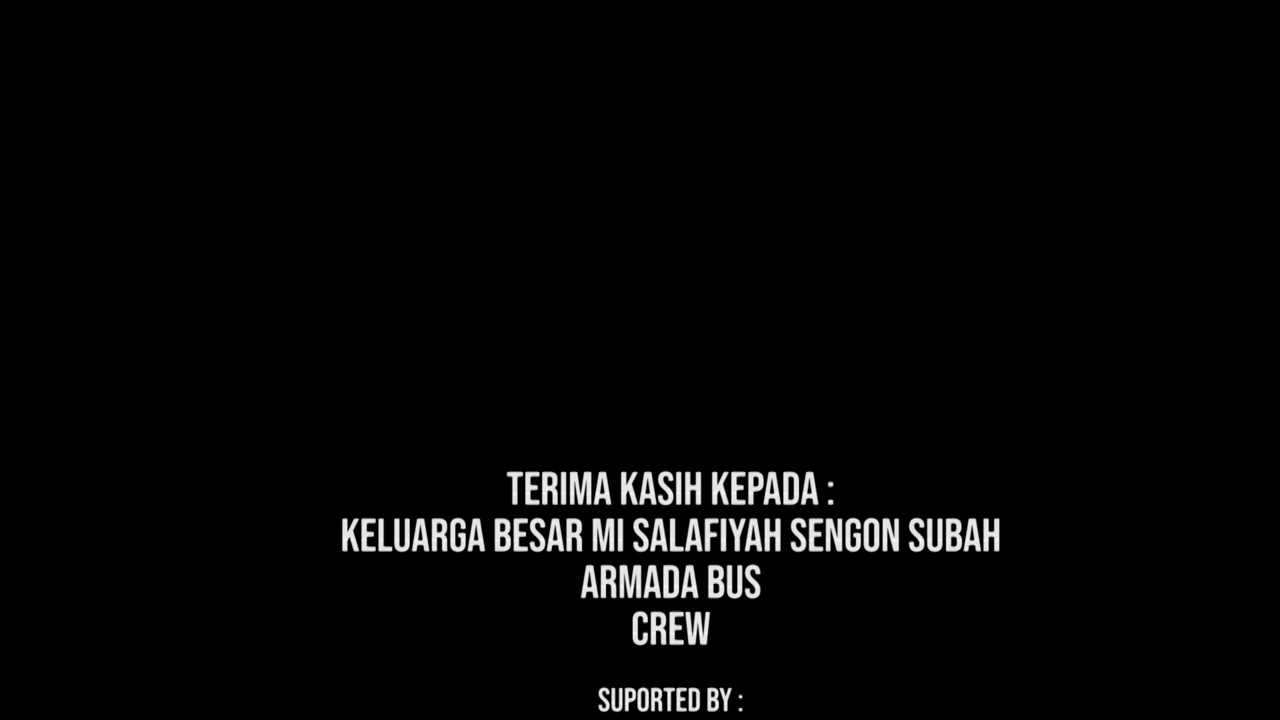 TERIMA KASIH KEPADA :
KELUARGA BESAR MI SALAFIYAH SENGON SUBAH
ARMADA BUS
CREW
SUPORTED BY :